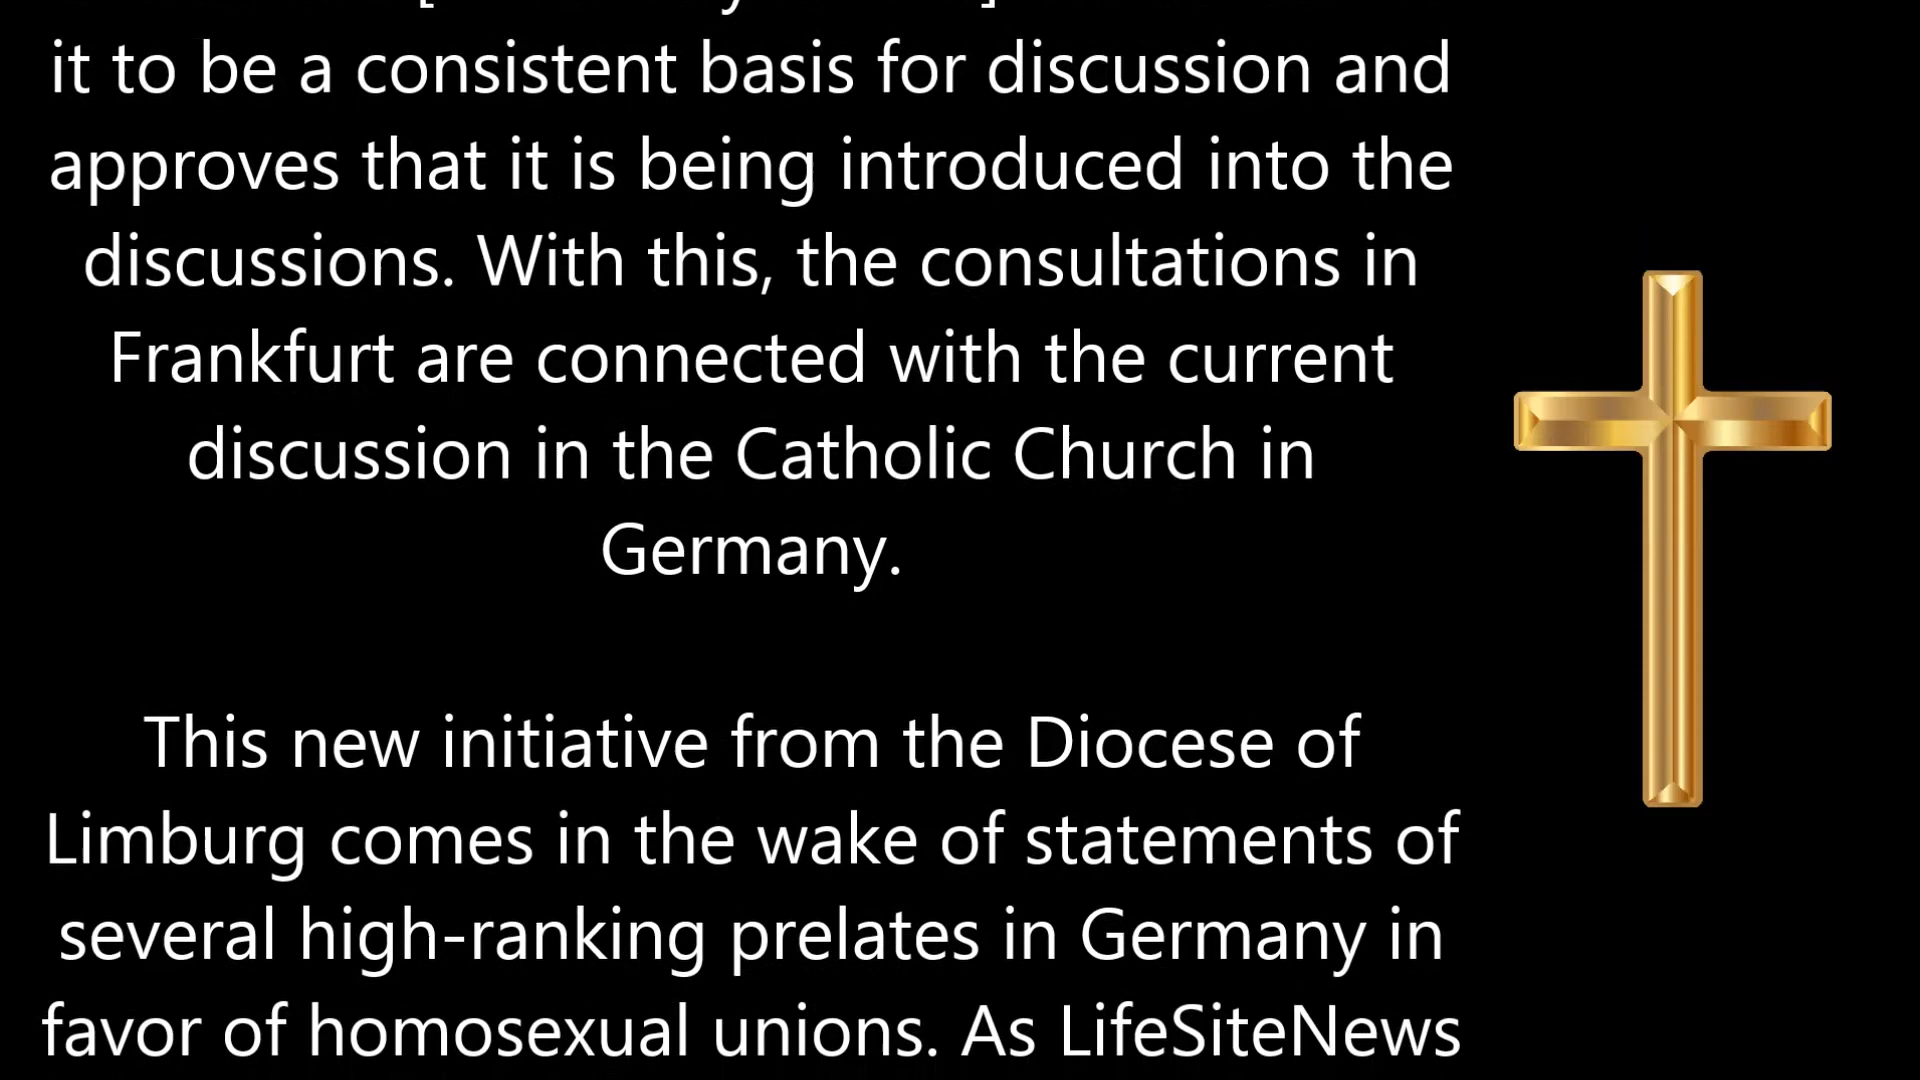 it to be a consistent basis for discussion and
approves that it is being introduced into the
discussions. With this, the consultations in
Frankfurt are connected with the current
discussion in the Catholic Church in
Germany.
This new initiative from the Diocese of
Limburg comes in the wake of statements of
several high-ranking prelates in Germany in
favor of homosexual unions. As LifeSiteNews